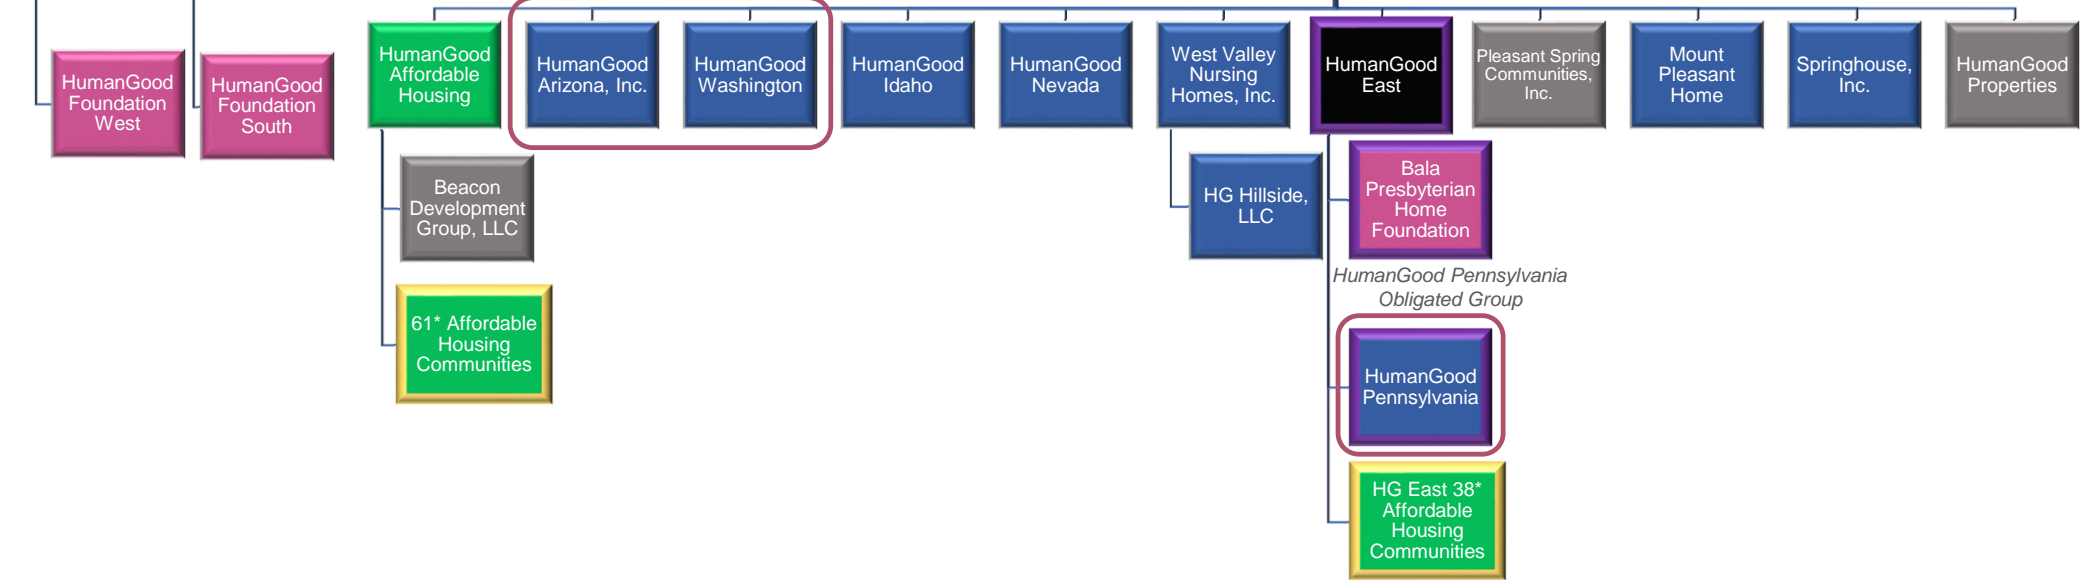 HumanGood
Foundation
West
HumanGood
Foundation
South
HumanGood
Affordable
Housing
HumanGood
Arizona, Inc.
HumanGood
Washington
HumanGood
Idaho
HumanGood
Nevada
West Valley
Nursing
Homes, Inc.
HumanGood
East
Pleasant Spring
Communities,
Inc.
Mount
Pleasant
Home
Springhouse,
Inc.
HumanGood
Properties
Beacon
Development
Group, LLC
61* Affordable
Housing
Communities
HG Hillside,
LLC
Bala
Presbyterian
Home
Foundation
HumanGood Pennsylvania
Obligated Group
HumanGood
Pennsylvania
HG East 38*
Affordable
Housing
Communities